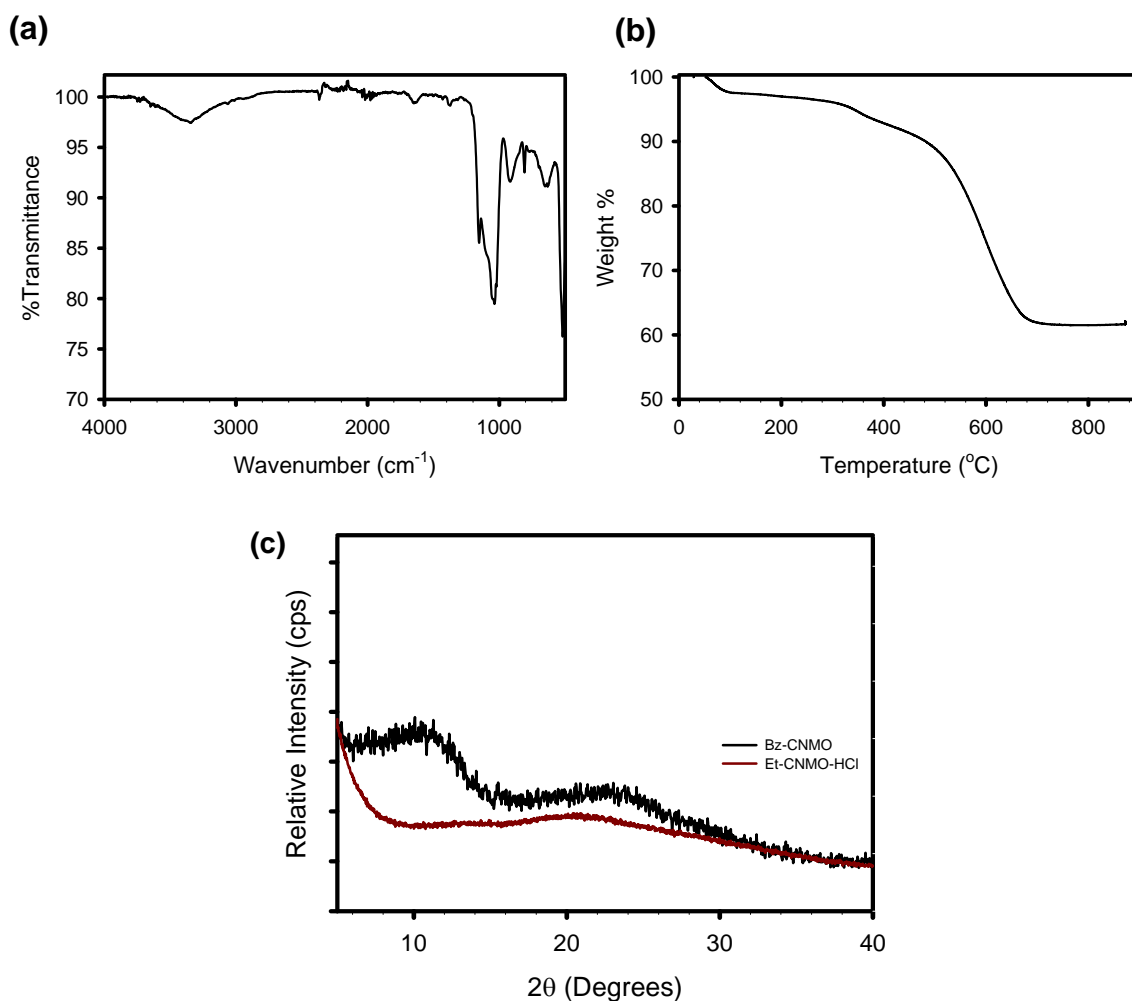 (a)
100
95
90
85
80
75
70
%Transmittance
4000
3000
2000
1000
Wavenumber (cm⁻¹)
(b)
100
90
80
70
60
50
Weight %
0
200
400
600
800
Temperature (°C)
(c)
Relative Intensity (cps)
Bz-CNMO
Et-CNMO-HCl
10
20
30
40
2θ (Degrees)